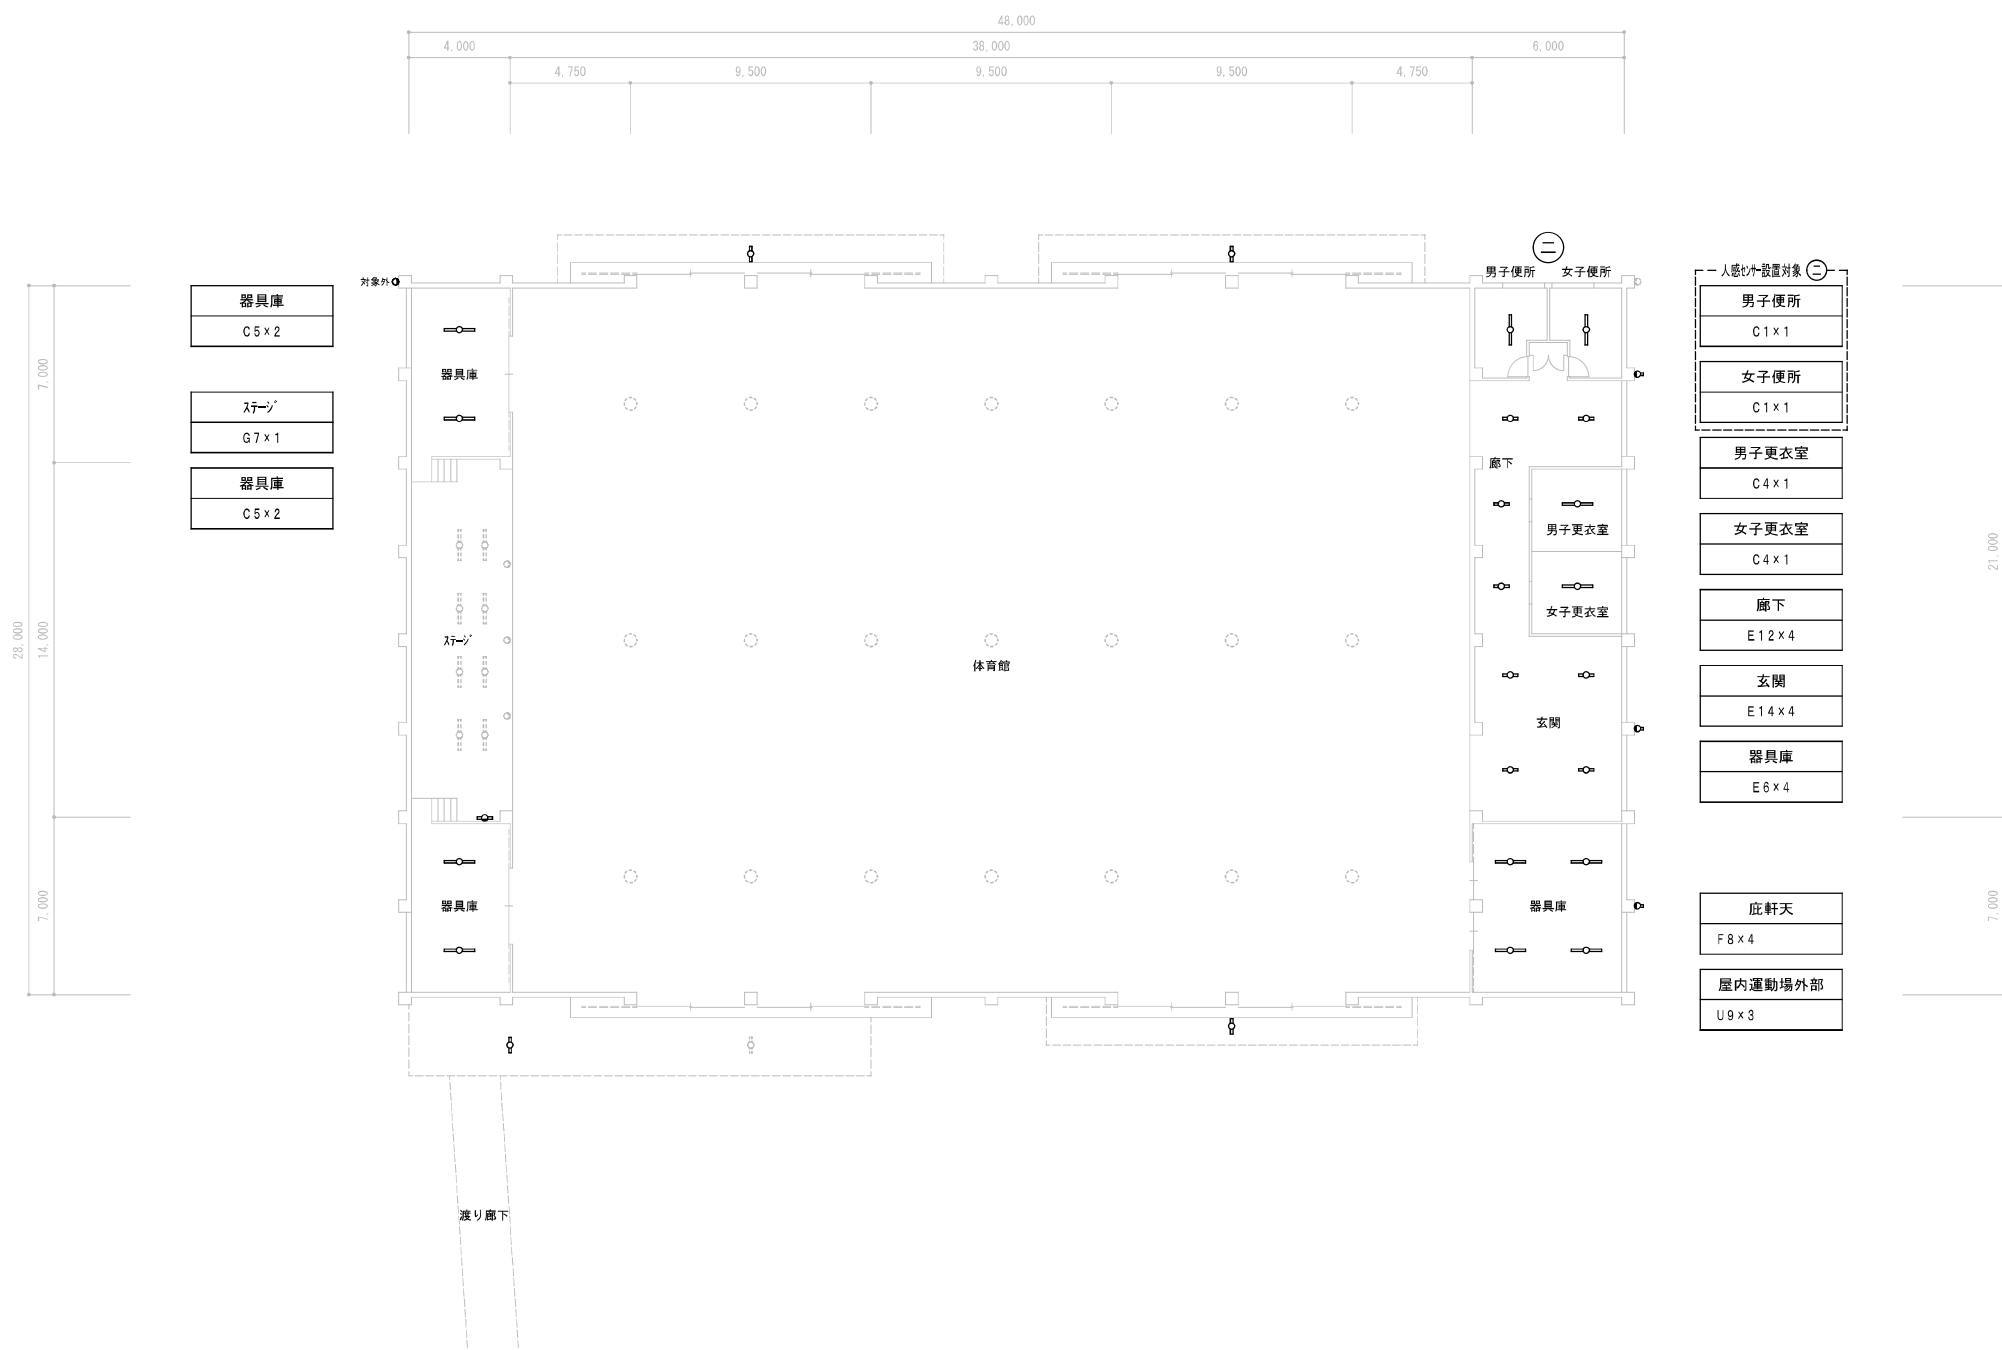 48,000
4,000
38,000
6,000
4,750
9,500
9,500
9,500
4,750
二
男子便所
女子便所
人感ｾﾝｻｰ設置対象 二
対象外
器具庫
C5×2
ｽﾃｰｼﾞ
G7×1
器具庫
C5×2
7,000
28,000
14,000
7,000
器具庫
ｽﾃｰｼﾞ
器具庫
体育館
廊下
男子更衣室
女子更衣室
玄関
器具庫
渡り廊下
男子便所
C1×1
女子便所
C1×1
男子更衣室
C4×1
女子更衣室
C4×1
廊下
E12×4
玄関
E14×4
器具庫
E6×4
庇軒天
F8×4
屋内運動場外部
U9×3
21,000
7,000